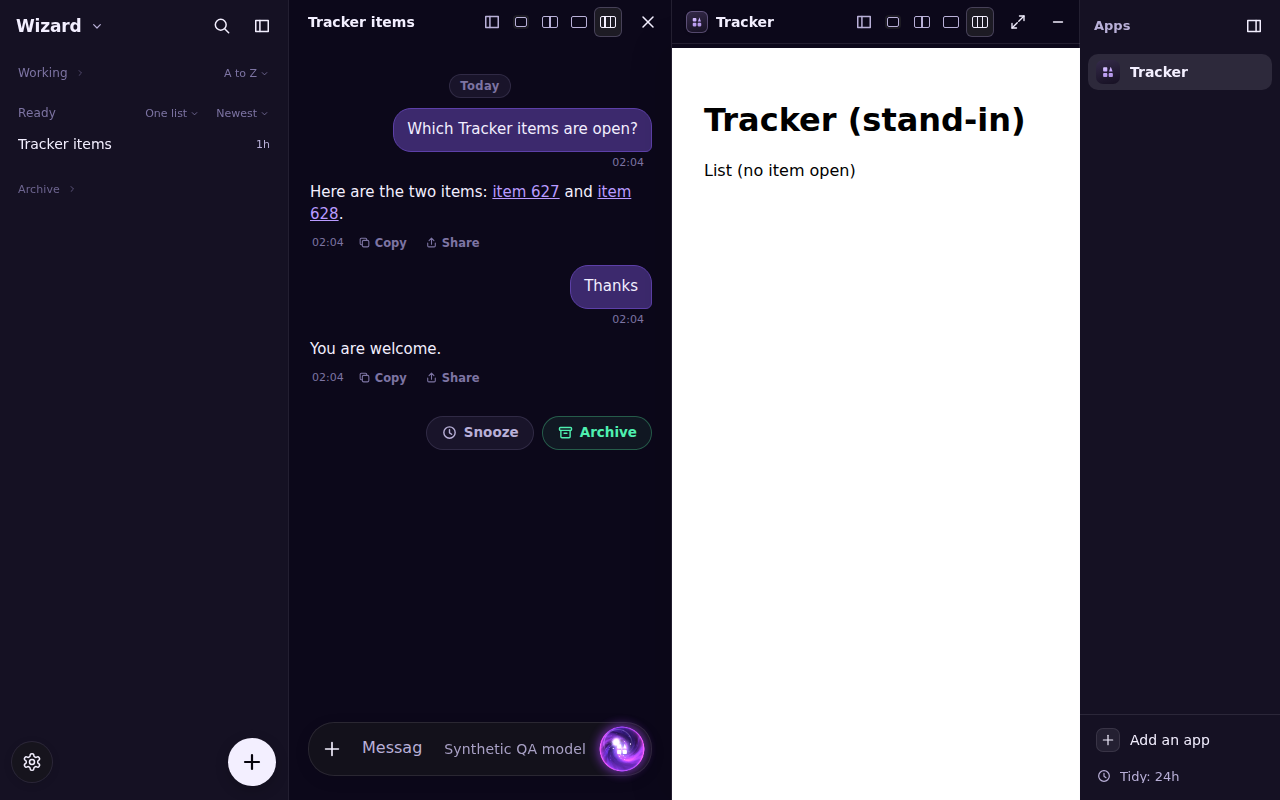 Wizard
Working
A to Z
Ready
One list
Newest
Tracker items
1h
Archive
Tracker items
Today
Which Tracker items are open?
02:04
Here are the two items: item 627 and item
628.
02:04
Copy
Share
Thanks
02:04
You are welcome.
02:04
Copy
Share
Snooze
Archive
Messag
Synthetic QA model
Tracker
Tracker (stand-in)
List (no item open)
Apps
Tracker
Add an app
Tidy: 24h